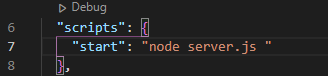 Debug
6 "scripts": {
7 "start": "node server.js "
8 },